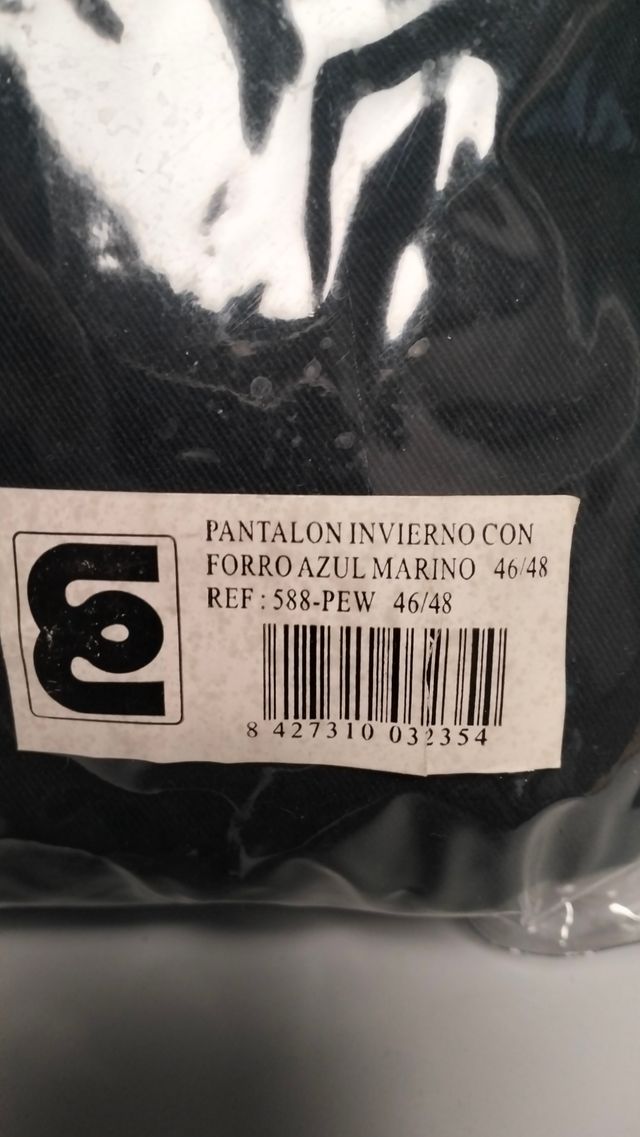 PANTALON INVIERNO CON
FORRO AZUL MARINO 46/48
REF : 588-PEW 46/48
8 427310 032354